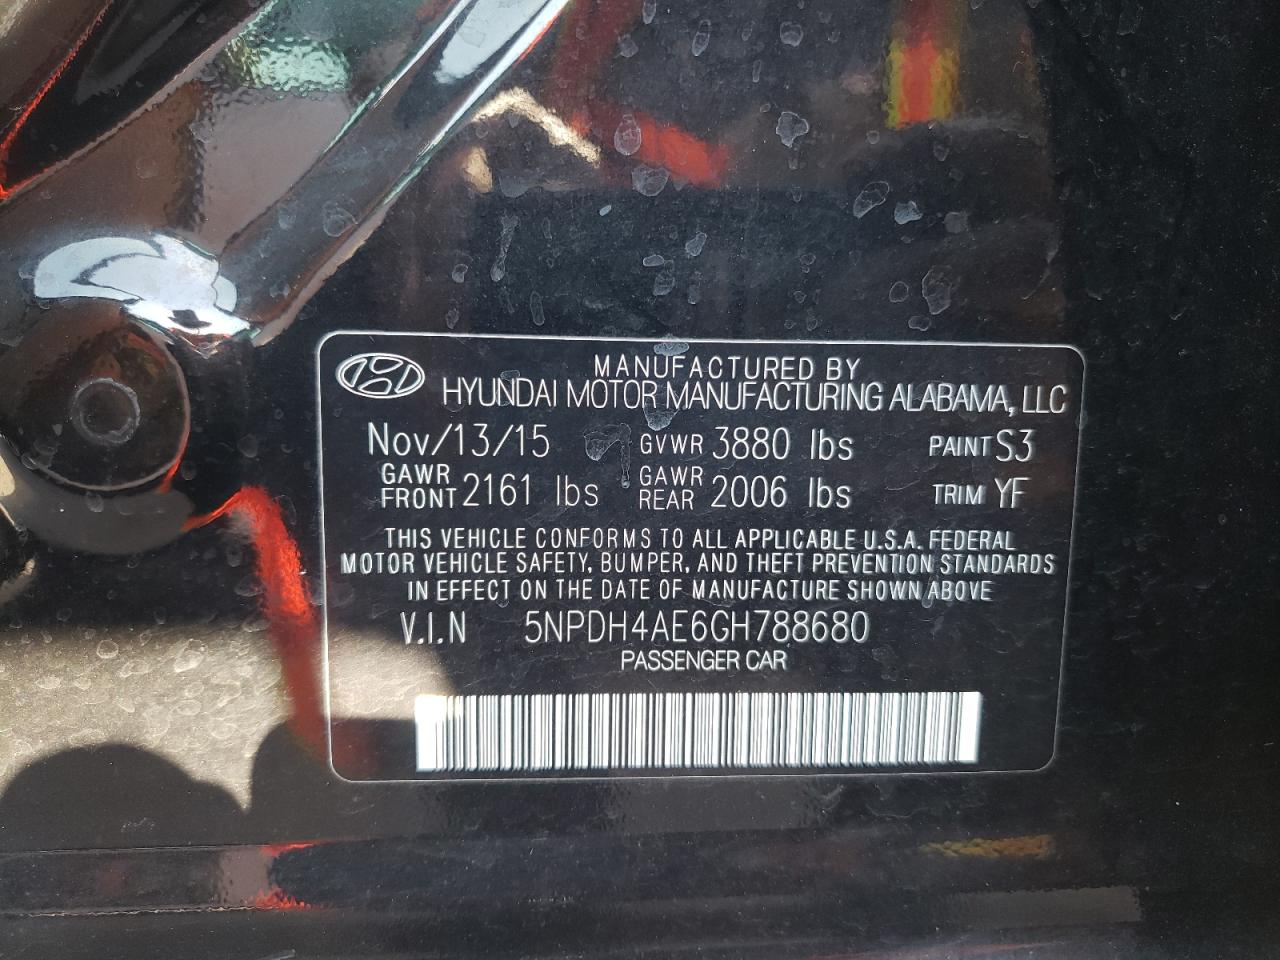 MANUFACTURED BY
HYUNDAI MOTOR MANUFACTURING ALABAMA, LLC
Nov/13/15 GVWR 3880 lbs PAINT S3
GAWR FRONT 2161 lbs GAWR REAR 2006 lbs TRIM YF
THIS VEHICLE CONFORMS TO ALL APPLICABLE U.S.A. FEDERAL
MOTOR VEHICLE SAFETY, BUMPER, AND THEFT PREVENTION STANDARDS
IN EFFECT ON THE DATE OF MANUFACTURE SHOWN ABOVE
V.I.N 5NPDH4AE6GH788680
PASSENGER CAR